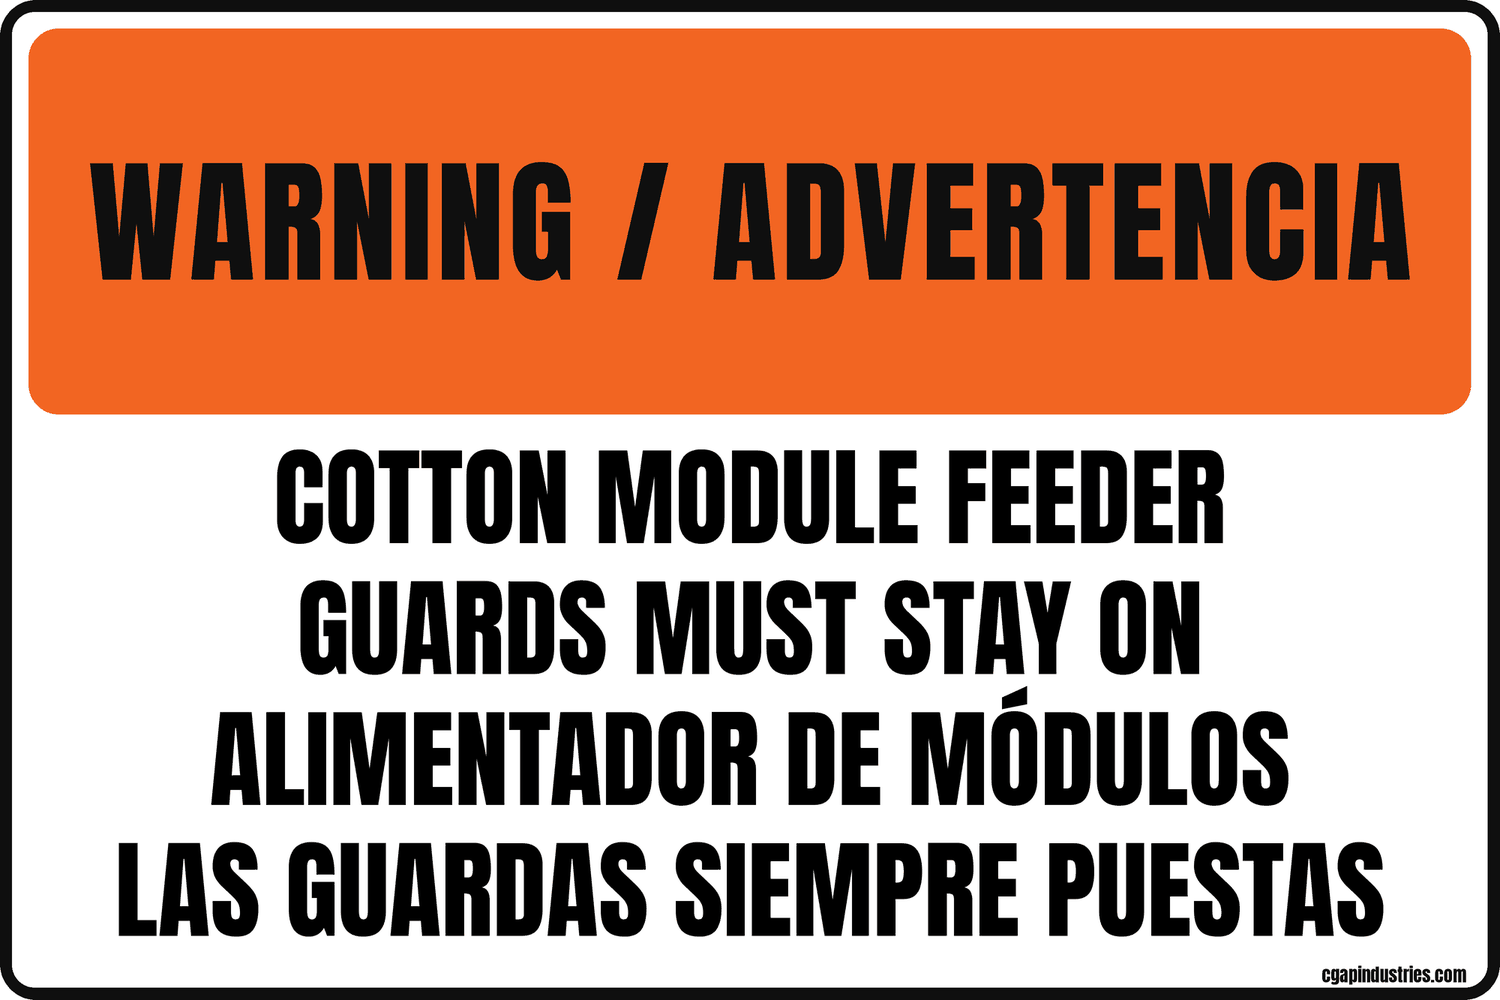 WARNING / ADVERTENCIA
COTTON MODULE FEEDER
GUARDS MUST STAY ON
ALIMENTADOR DE MÓDULOS
LAS GUARDAS SIEMPRE PUESTAS
cgapindustries.com